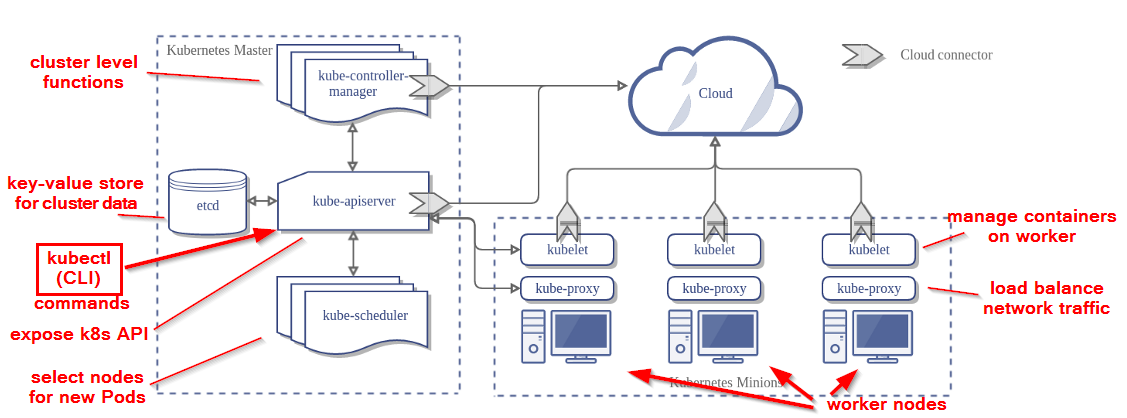 Kubernetes Master
cluster level
functions
kube-controller-
manager
Cloud
Cloud connector
key-value store
for cluster data
etcd
kube-apiserver
kubectl
(CLI)
commands
expose k8s API
kube-scheduler
select nodes
for new Pods
kubelet
kubelet
kubelet
manage containers
on worker
kube-proxy
kube-proxy
kube-proxy
load balance
network traffic
Kubernetes Minions
worker nodes